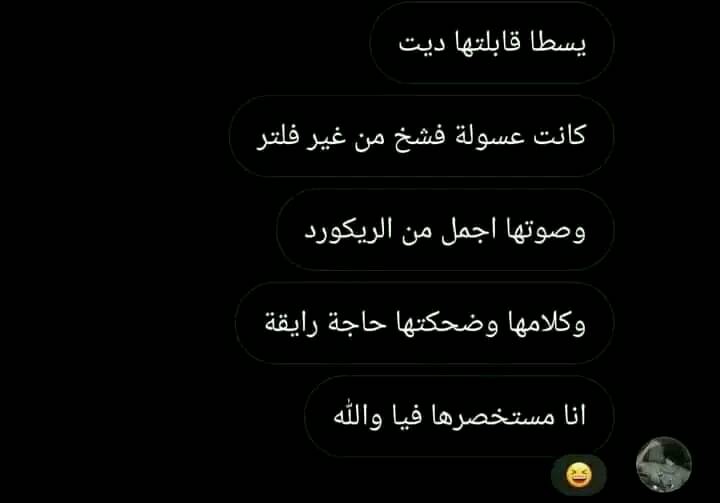 يسطا قابلتها ديت
كانت عسولة فشخ من غير فلتر
وصوتها اجمل من الريكورد
وكلامها وضحكتها حاجة رايقة
انا مستخصرها فيا والله
😆